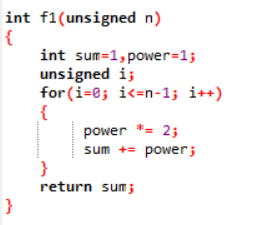 int f1(unsigned n)
{
    int sum=1,power=1;
    unsigned i;
    for(i=0; i<=n-1; i++)
    {
        power *= 2;
        sum += power;
    }
    return sum;
}